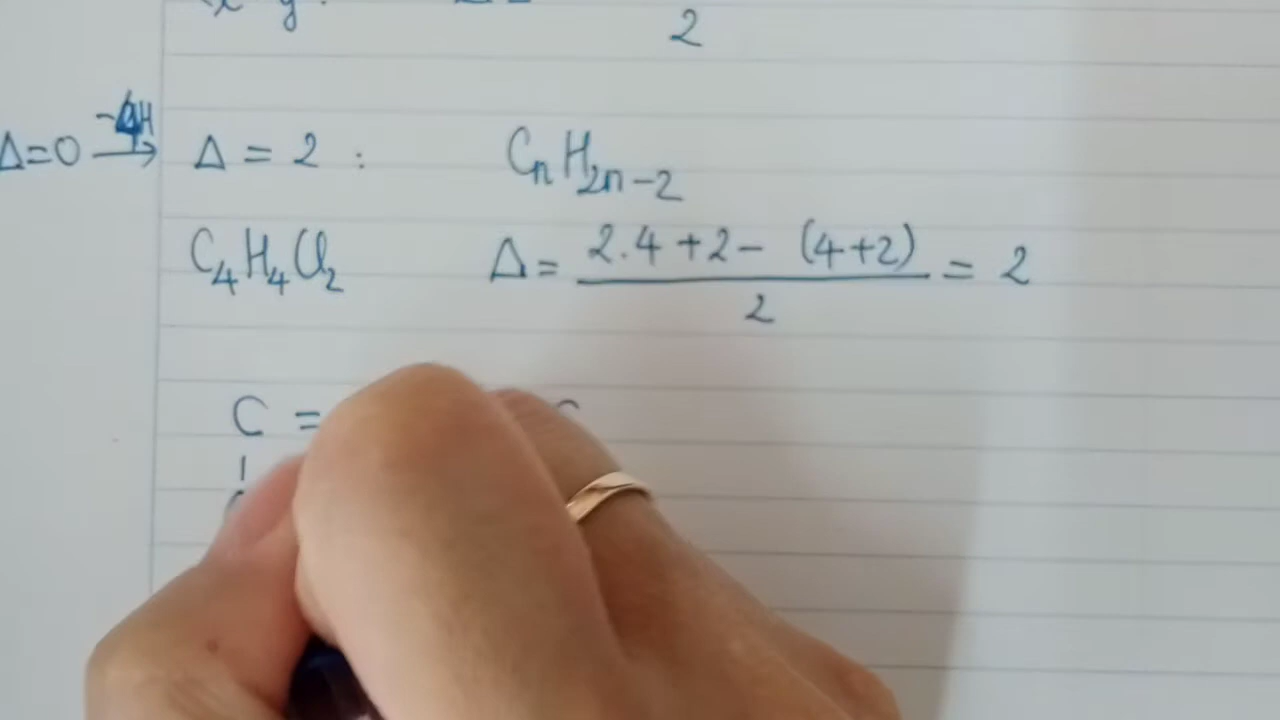 x y
2
Δ=0 -4H → Δ = 2 : CnH2n-2
C4H4Cl2 Δ = 2.4 + 2 - (4+2) / 2 = 2
C =